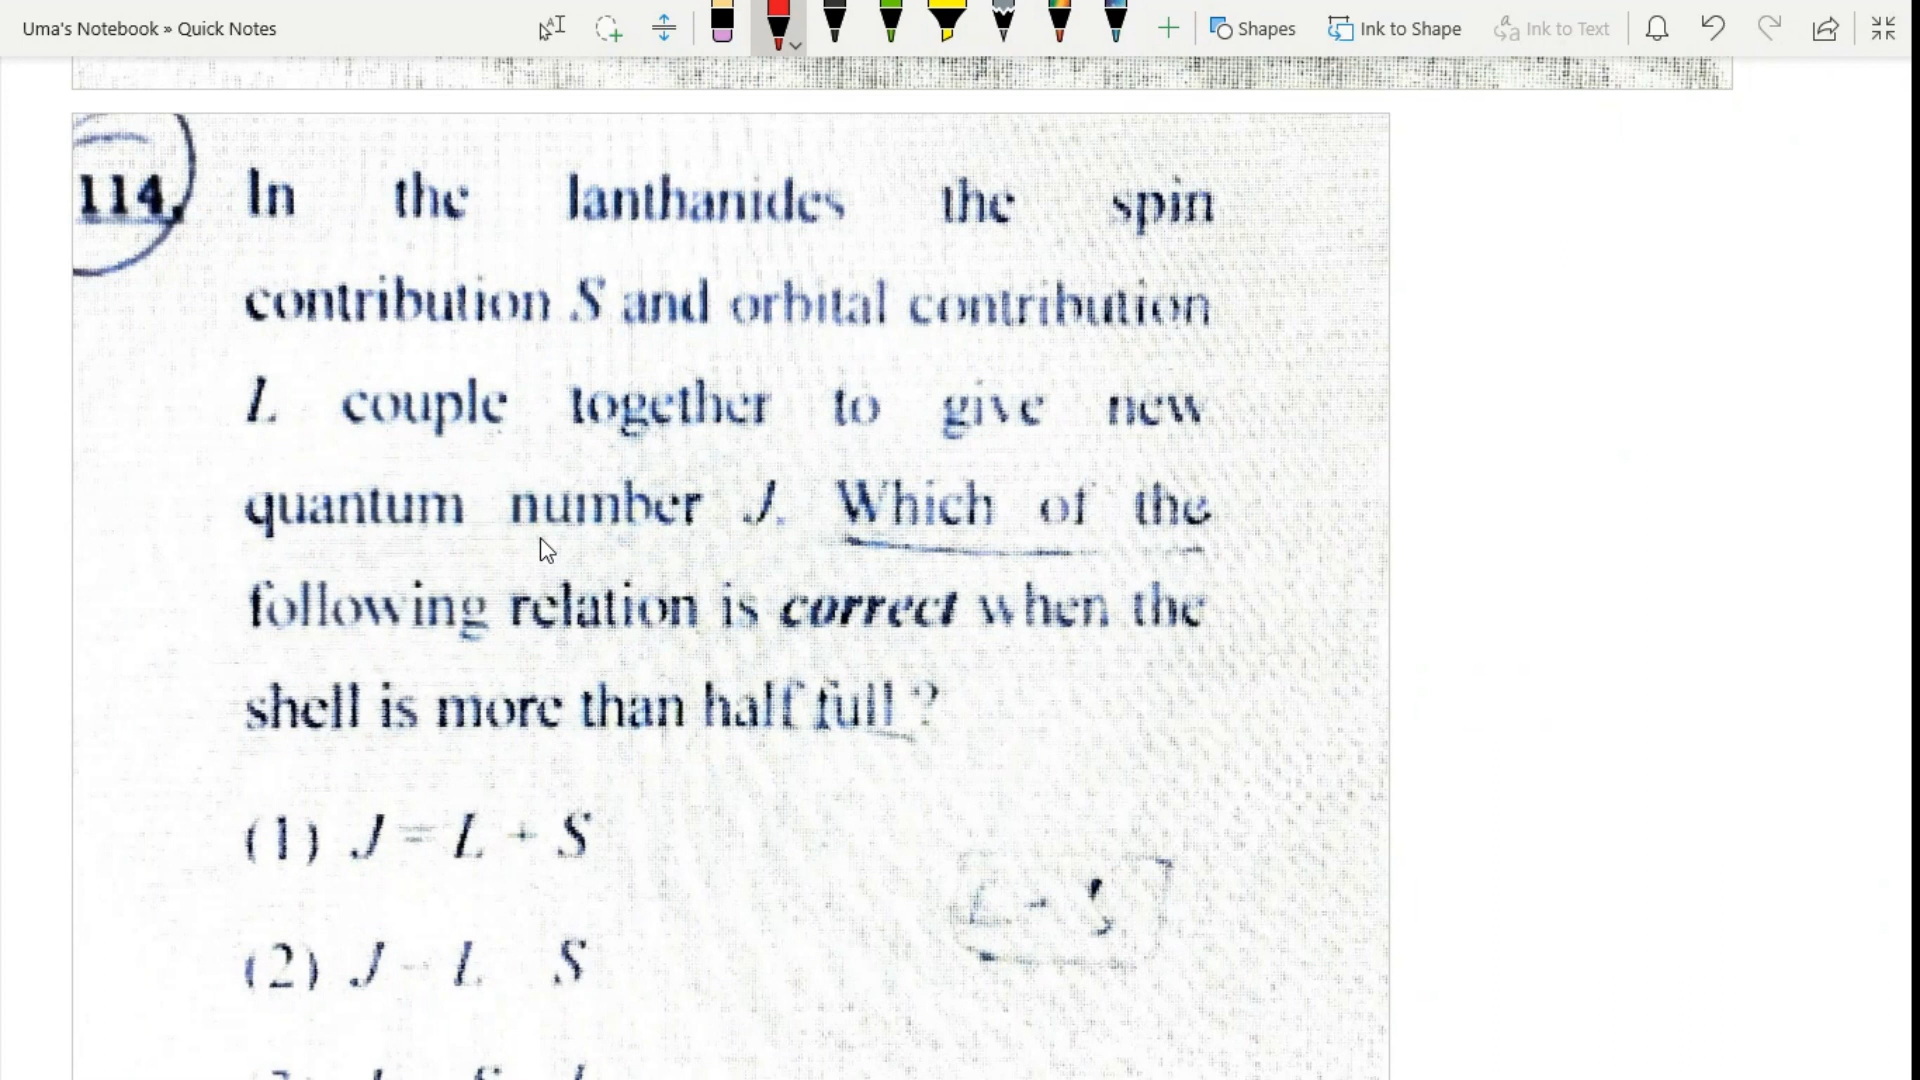 Uma's Notebook » Quick Notes
Shapes
Ink to Shape
Ink to Text
114. In the lanthanides the spin
contribution S and orbital contribution
L couple together to give new
quantum number J. Which of the
following relation is correct when the
shell is more than half full ?
(1) J = L + S
(2) J - L S
L - S